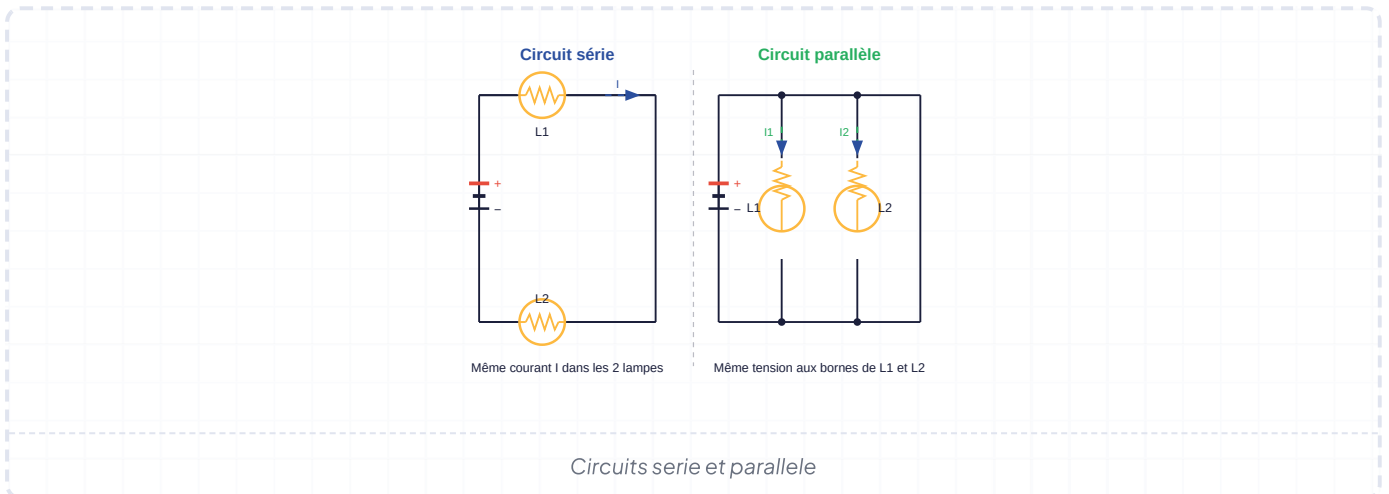 Circuit série
Circuit parallèle
I
L1
I1
I2
+
–
+
–
L1
L2
L2
Même courant I dans les 2 lampes
Même tension aux bornes de L1 et L2
Circuits serie et parallele